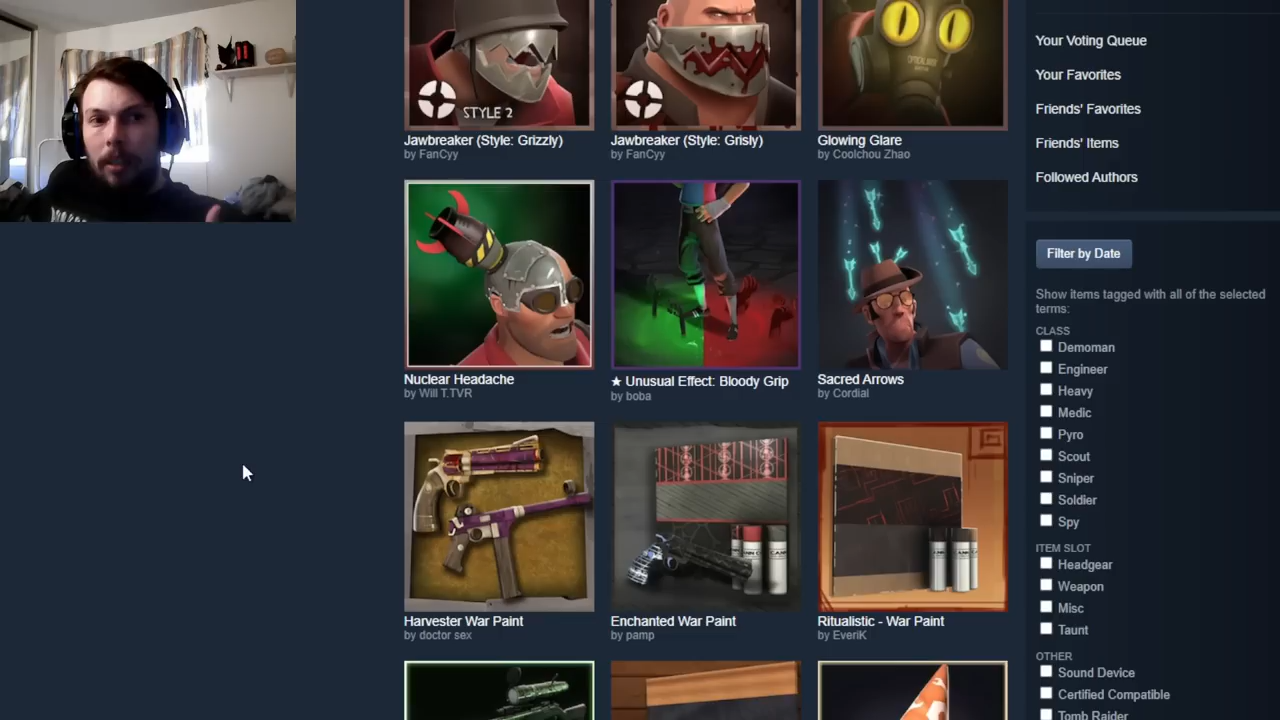 STYLE 2
Jawbreaker (Style: Grizzly)
by FanCyy
Jawbreaker (Style: Grisly)
by FanCyy
Glowing Glare
by Coolchou Zhao
Nuclear Headache
by Will T.TVR
★ Unusual Effect: Bloody Grip
by boba
Sacred Arrows
by Cordial
Harvester War Paint
by doctor sex
Enchanted War Paint
by pamp
Ritualistic - War Paint
by EveriK
Your Voting Queue
Your Favorites
Friends' Favorites
Friends' Items
Followed Authors
Filter by Date
Show items tagged with all of the selected
terms:
CLASS
Demoman
Engineer
Heavy
Medic
Pyro
Scout
Sniper
Soldier
Spy
ITEM SLOT
Headgear
Weapon
Misc
Taunt
OTHER
Sound Device
Certified Compatible
Tomb Raider